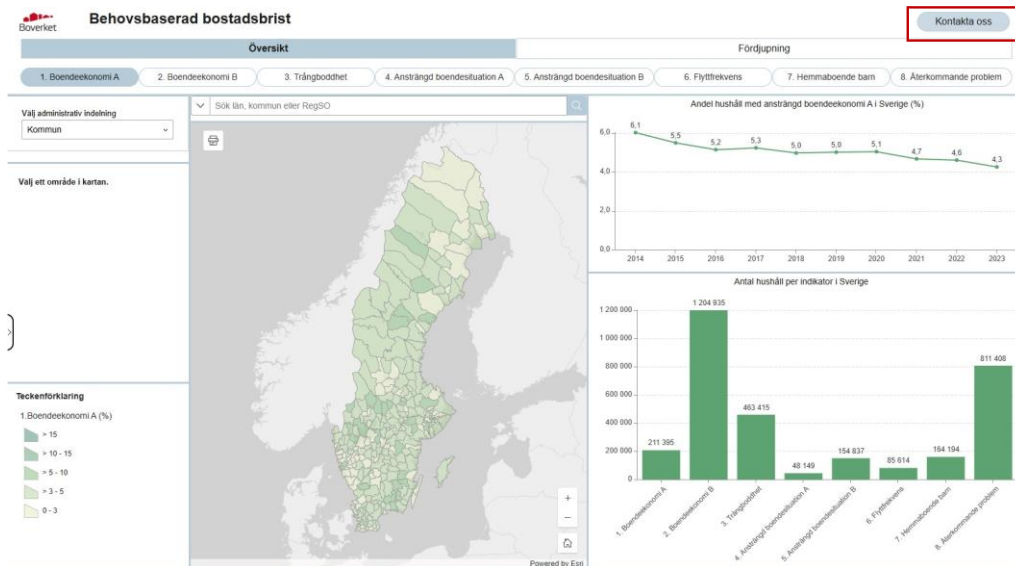 Boverket
Behovsbaserad bostadsbrist
Kontakta oss
Översikt
Fördjupning
1. Boendeekonomi A
2. Boendeekonomi B
3. Trångboddhet
4. Ansträngd boendesituation A
5. Ansträngd boendesituation B
6. Flyttfrekvens
7. Hemmaboende barn
8. Återkommande problem
Välj administrativ indelning
Kommun
Välj ett område i kartan.
Teckenförklaring
1.Boendeekonomi A (%)
> 15
> 10 - 15
> 5 - 10
> 3 - 5
0 - 3
Sök län, kommun eller RegSO
+
−
Powered by Esri
Andel hushåll med ansträngd boendeekonomi A i Sverige (%)
6,1
5,5
5,2
5,3
5,0
5,0
5,1
4,7
4,6
4,3
6,0
4,0
2,0
0,0
2014
2015
2016
2017
2018
2019
2020
2021
2022
2023
Antal hushåll per indikator i Sverige
1 200 000
1 000 000
800 000
600 000
400 000
200 000
0
211 395
1 204 935
463 415
48 149
154 837
85 614
164 194
811 408
1. Boendeekonomi A
2. Boendeekonomi B
3. Trångboddhet
4. Ansträngd boendesituation A
5. Ansträngd boendesituation B
6. Flyttfrekvens
7. Hemmaboende barn
8. Återkommande problem